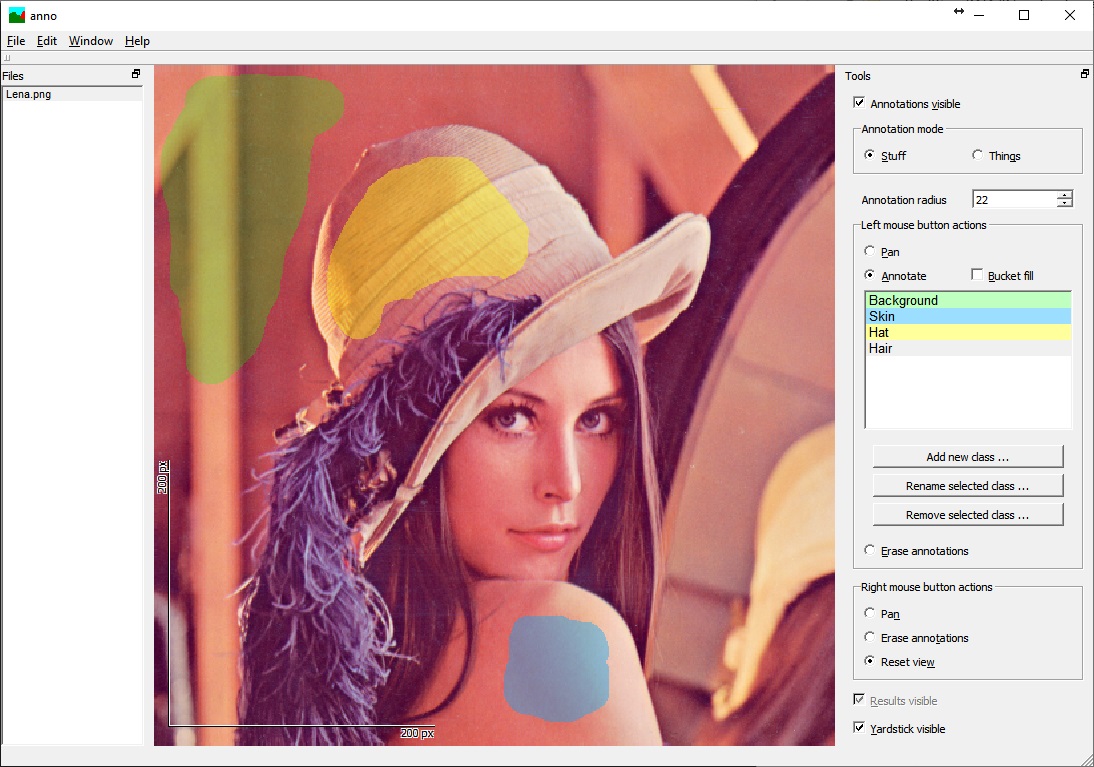 anno
File Edit Window Help
Files
Lena.png
200 px
200 px
Tools
Annotations visible
Annotation mode
Stuff Things
Annotation radius 22
Left mouse button actions
Pan
Annotate Bucket fill
Background
Skin
Hat
Hair
Add new class ...
Rename selected class ...
Remove selected class ...
Erase annotations
Right mouse button actions
Pan
Erase annotations
Reset view
Results visible
Yardstick visible